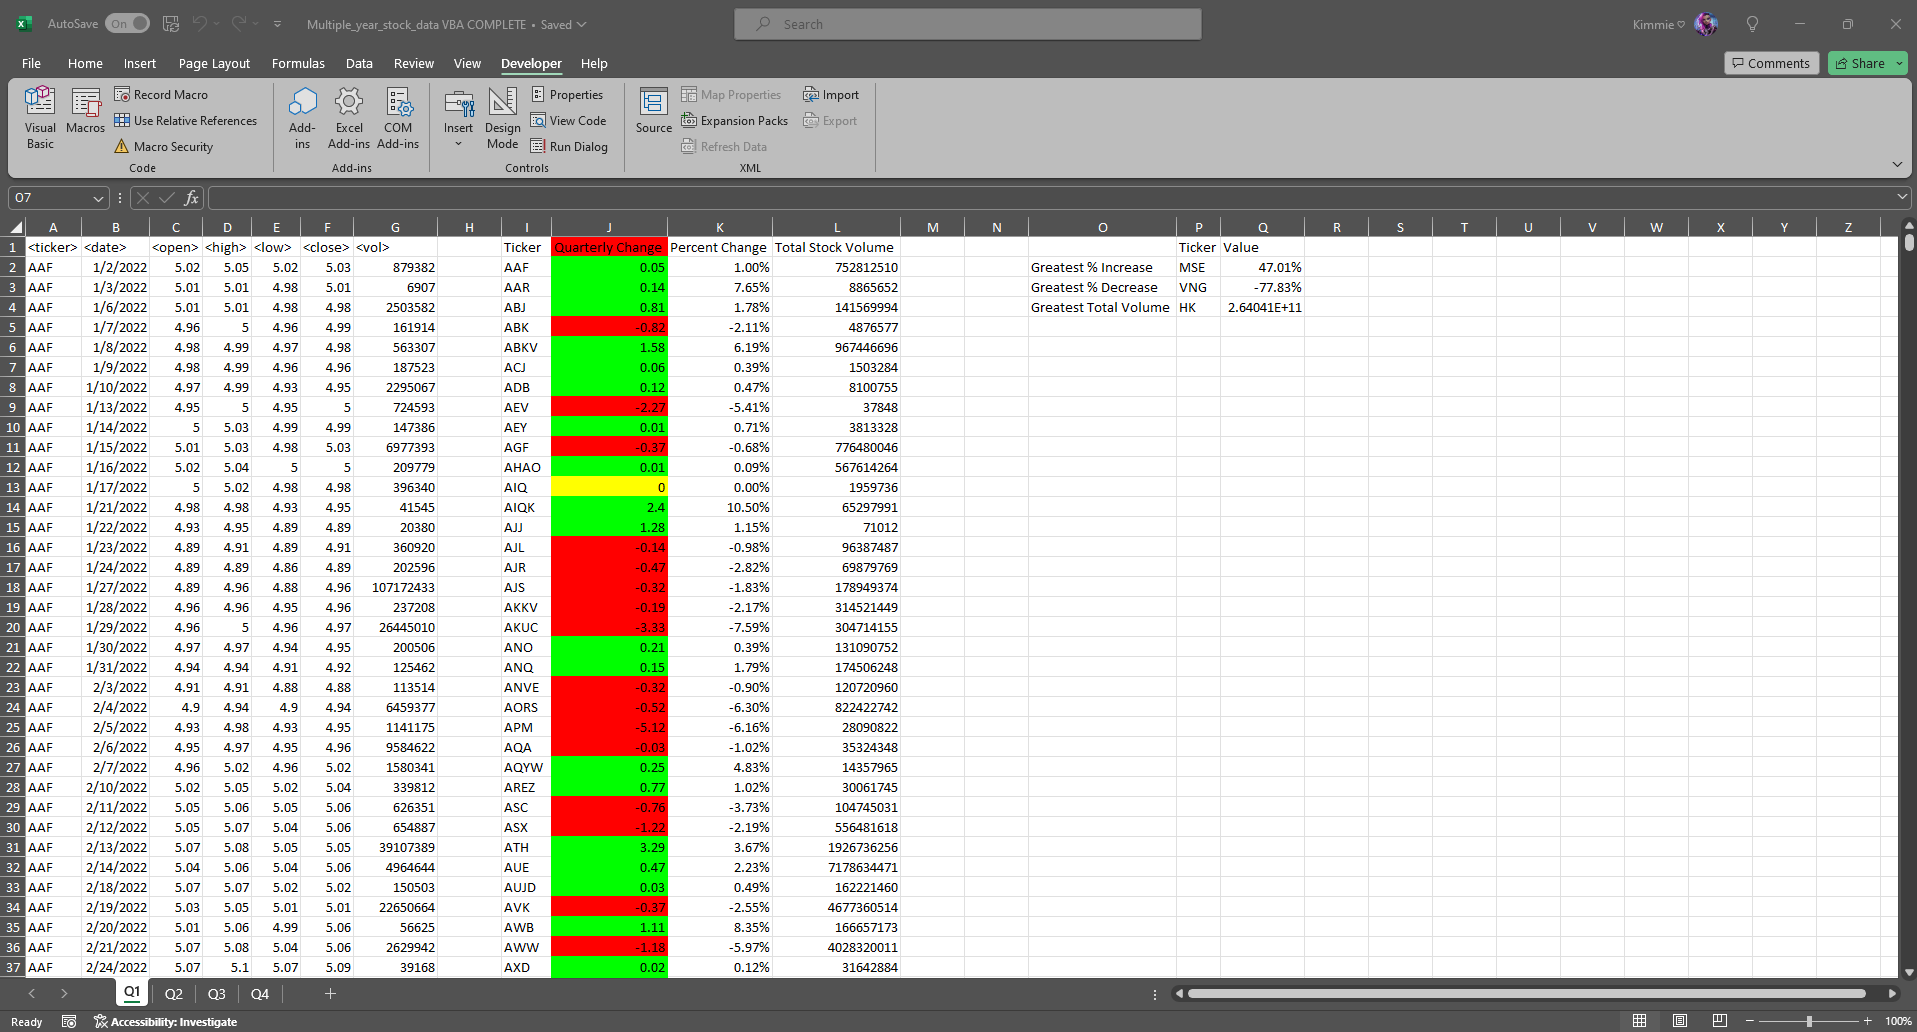 AutoSave On Multiple_year_stock_data VBA COMPLETE • Saved Search Kimmie♡
File Home Insert Page Layout Formulas Data Review View Developer Help Comments Share
Visual Basic Macros Record Macro Use Relative References Macro Security Code
Add-ins Excel Add-ins COM Add-ins Add-ins
Insert Design Mode Properties View Code Run Dialog Controls
Source Map Properties Expansion Packs Refresh Data Import Export XML
O7 fx
A B C D E F G H I J K L M N O P Q R S T U V W X Y Z
1 <ticker> <date> <open> <high> <low> <close> <vol> Ticker Quarterly Change Percent Change Total Stock Volume Ticker Value
2 AAF 1/2/2022 5.02 5.05 5.02 5.03 879382 AAF 0.05 1.00% 752812510 Greatest % Increase MSE 47.01%
3 AAF 1/3/2022 5.01 5.01 4.98 5.01 6907 AAR 0.14 7.65% 8865652 Greatest % Decrease VNG -77.83%
4 AAF 1/6/2022 5.01 5.01 4.98 4.98 2503582 ABJ 0.81 1.78% 141569994 Greatest Total Volume HK 2.64041E+11
5 AAF 1/7/2022 4.96 5 4.96 4.99 161914 ABK -0.82 -2.11% 4876577
6 AAF 1/8/2022 4.98 4.99 4.97 4.98 563307 ABKV 1.58 6.19% 967446696
7 AAF 1/9/2022 4.98 4.99 4.96 4.96 187523 ACJ 0.06 0.39% 1503284
8 AAF 1/10/2022 4.97 4.99 4.93 4.95 2295067 ADB 0.12 0.47% 8100755
9 AAF 1/13/2022 4.95 5 4.95 5 724593 AEV -2.27 -5.41% 37848
10 AAF 1/14/2022 5 5.03 4.99 4.99 147386 AEY 0.01 0.71% 3813328
11 AAF 1/15/2022 5.01 5.03 4.98 5.03 6977393 AGF -0.37 -0.68% 776480046
12 AAF 1/16/2022 5.02 5.04 5 5 209779 AHAO 0.01 0.09% 567614264
13 AAF 1/17/2022 5 5.02 4.98 4.98 396340 AIQ 0 0.00% 1959736
14 AAF 1/21/2022 4.98 4.98 4.93 4.95 41545 AIQK 2.4 10.50% 65297991
15 AAF 1/22/2022 4.93 4.95 4.89 4.89 20380 AJJ 1.28 1.15% 71012
16 AAF 1/23/2022 4.89 4.91 4.89 4.91 360920 AJL -0.14 -0.98% 96387487
17 AAF 1/24/2022 4.89 4.89 4.86 4.89 202596 AJR -0.47 -2.82% 69879769
18 AAF 1/27/2022 4.89 4.96 4.88 4.96 107172433 AJS -0.32 -1.83% 178949374
19 AAF 1/28/2022 4.96 4.96 4.95 4.96 237208 AKKV -0.19 -2.17% 314521449
20 AAF 1/29/2022 4.96 5 4.96 4.97 26445010 AKUC -3.33 -7.59% 304714155
21 AAF 1/30/2022 4.97 4.97 4.94 4.95 200506 ANO 0.21 0.39% 131090752
22 AAF 1/31/2022 4.94 4.94 4.91 4.92 125462 ANQ 0.15 1.79% 174506248
23 AAF 2/3/2022 4.91 4.91 4.88 4.88 113514 ANVE -0.32 -0.90% 120720960
24 AAF 2/4/2022 4.9 4.94 4.9 4.94 6459377 AORS -0.52 -6.30% 822422742
25 AAF 2/5/2022 4.93 4.98 4.93 4.95 1141175 APM -5.12 -6.16% 28090822
26 AAF 2/6/2022 4.95 4.97 4.95 4.96 9584622 AQA -0.03 -1.02% 35324348
27 AAF 2/7/2022 4.96 5.02 4.96 5.02 1580341 AQYW 0.25 4.83% 14357965
28 AAF 2/10/2022 5.02 5.05 5.02 5.04 339812 AREZ 0.77 1.02% 30061745
29 AAF 2/11/2022 5.05 5.06 5.05 5.06 626351 ASC -0.76 -3.73% 104745031
30 AAF 2/12/2022 5.05 5.07 5.04 5.06 654887 ASX -1.22 -2.19% 556481618
31 AAF 2/13/2022 5.07 5.08 5.05 5.05 39107389 ATH 3.29 3.67% 1926736256
32 AAF 2/14/2022 5.04 5.06 5.04 5.06 4964644 AUE 0.47 2.23% 7178634471
33 AAF 2/18/2022 5.07 5.07 5.02 5.02 150503 AUJD 0.03 0.49% 162221460
34 AAF 2/19/2022 5.03 5.05 5.01 5.01 22650664 AVK -0.37 -2.55% 4677360514
35 AAF 2/20/2022 5.01 5.06 4.99 5.06 56625 AWB 1.11 8.35% 166657173
36 AAF 2/21/2022 5.07 5.08 5.04 5.06 2629942 AWW -1.18 -5.97% 4028320011
37 AAF 2/24/2022 5.07 5.1 5.07 5.09 39168 AXD 0.02 0.12% 31642884
Q1 Q2 Q3 Q4
Ready Accessibility: Investigate 100%